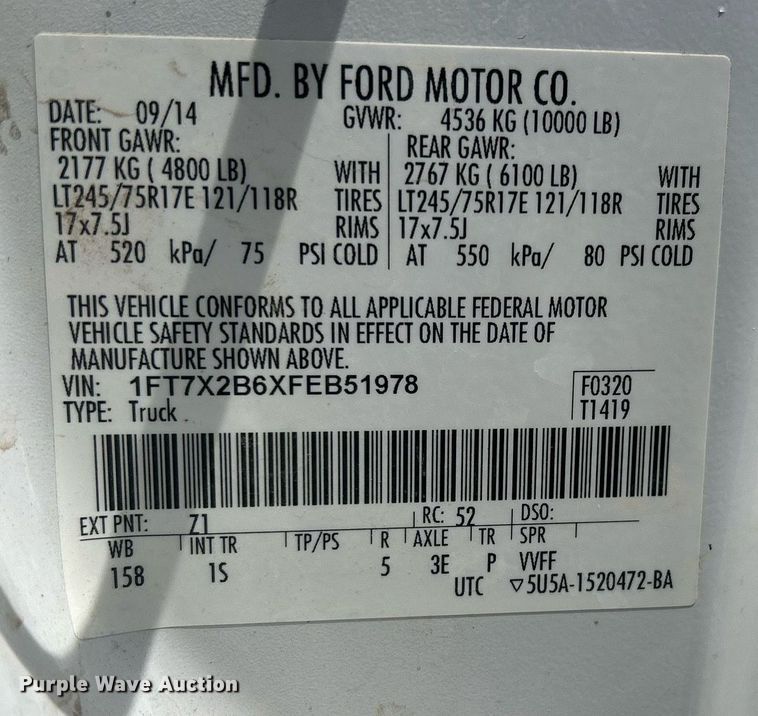 MFD. BY FORD MOTOR CO.
DATE: 09/14 GVWR: 4536 KG (10000 LB)
FRONT GAWR: REAR GAWR:
2177 KG ( 4800 LB) WITH 2767 KG ( 6100 LB) WITH
LT245/75R17E 121/118R TIRES LT245/75R17E 121/118R TIRES
17x7.5J RIMS 17x7.5J RIMS
AT 520 kPa/ 75 PSI COLD AT 550 kPa/ 80 PSI COLD
THIS VEHICLE CONFORMS TO ALL APPLICABLE FEDERAL MOTOR
VEHICLE SAFETY STANDARDS IN EFFECT ON THE DATE OF
MANUFACTURE SHOWN ABOVE.
VIN: 1FT7X2B6XFEB51978 F0320
TYPE: Truck T1419
EXT PNT: Z1 RC: 52 DSO:
WB INT TR TP/PS R AXLE TR SPR
158 1S 5 3E P VVFF
UTC ▽5U5A-1520472-BA
Purple Wave Auction